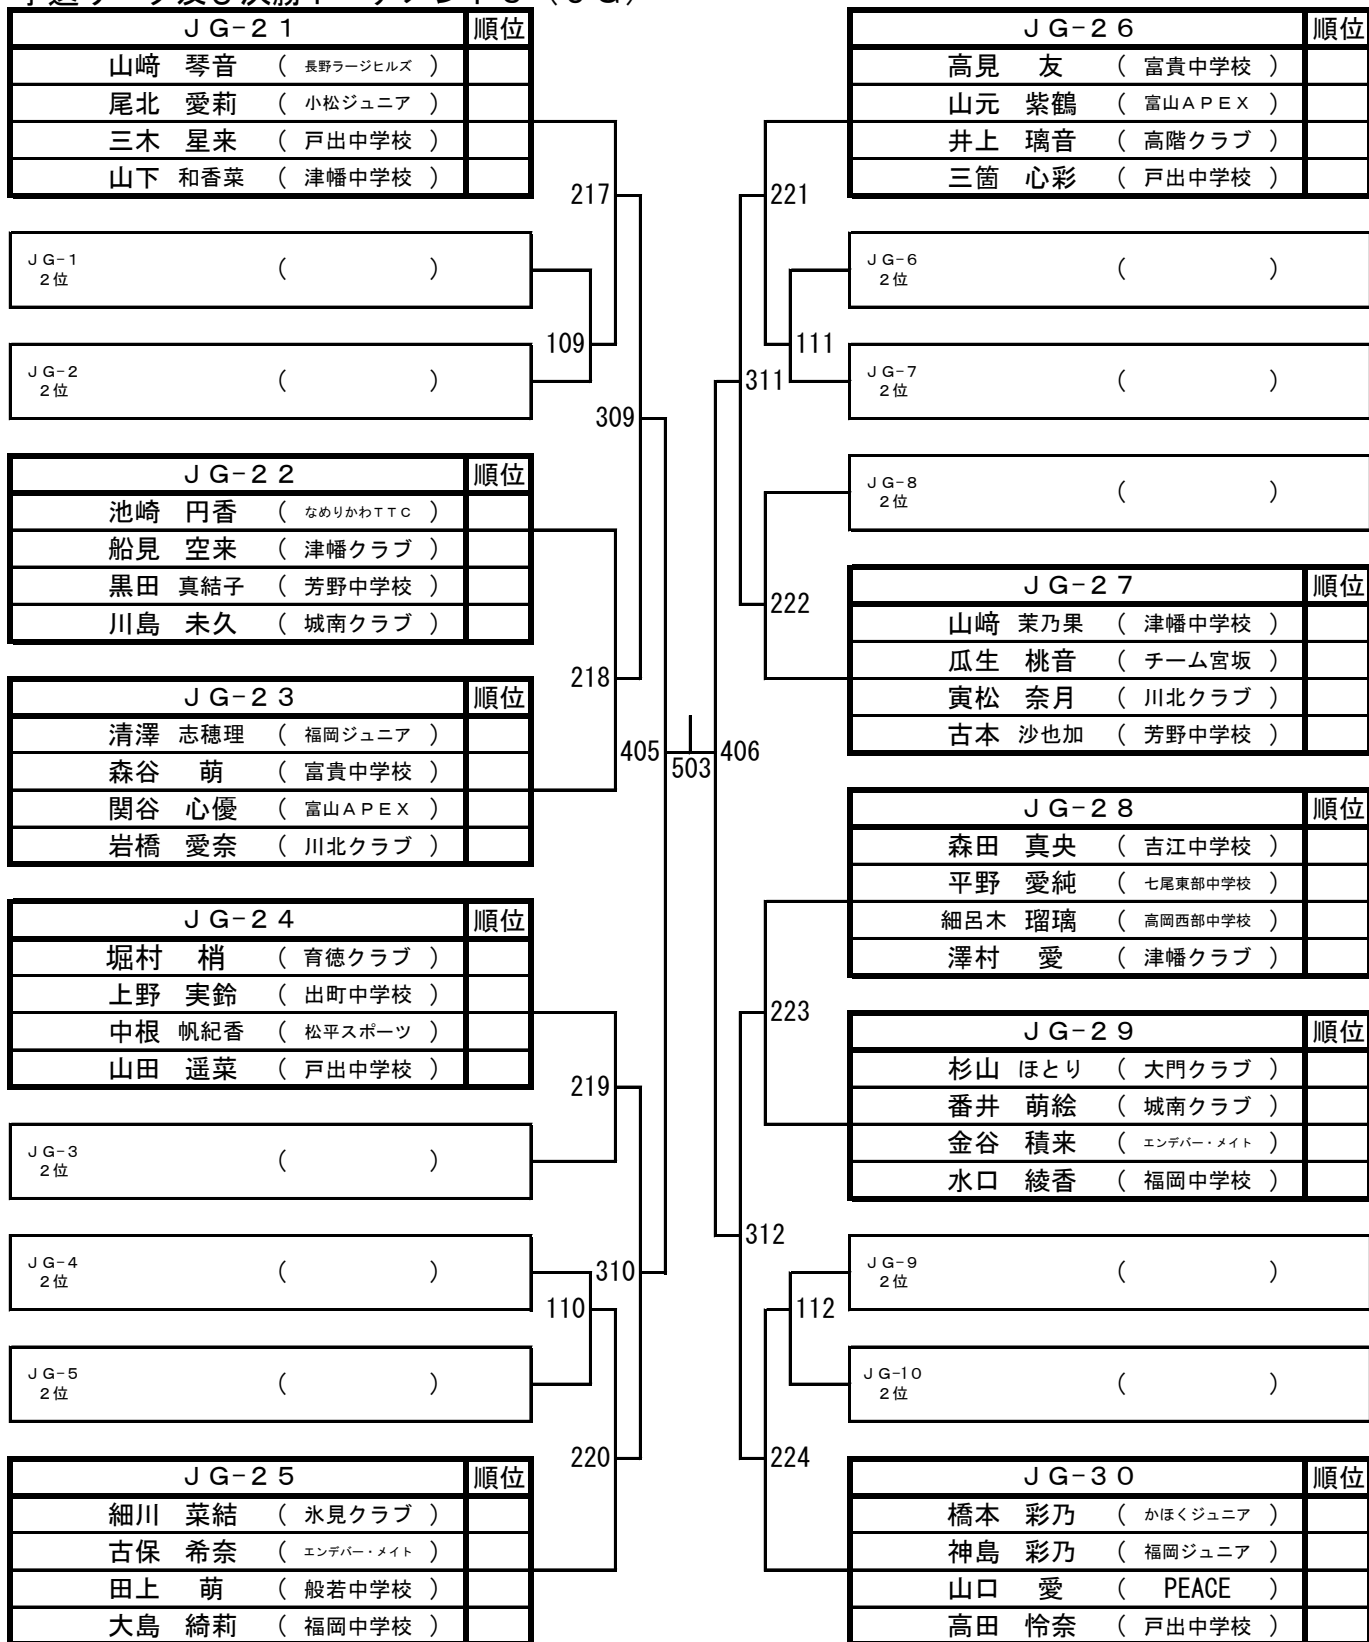 予選リーグ及び決勝トーナメント３（ＪＧ）
ＪＧ-２１ 順位
山﨑 琴音 （ 長野ラージヒルズ ）
尾北 愛莉 （ 小松ジュニア ）
三木 星来 （ 戸出中学校 ）
山下 和香菜 （ 津幡中学校 ）
217
ＪＧ-1
2位 （ ）
109
ＪＧ-2
2位 （ ）
309
ＪＧ-２２ 順位
池崎 円香 （ なめりかわＴＴＣ ）
船見 空来 （ 津幡クラブ ）
黒田 真結子 （ 芳野中学校 ）
川島 未久 （ 城南クラブ ）
218
ＪＧ-２３ 順位
清澤 志穂理 （ 福岡ジュニア ）
森谷 萌 （ 富貴中学校 ）
関谷 心優 （ 富山ＡＰＥＸ ）
岩橋 愛奈 （ 川北クラブ ）
405
503
406
ＪＧ-２４ 順位
堀村 梢 （ 育徳クラブ ）
上野 実鈴 （ 出町中学校 ）
中根 帆紀香 （ 松平スポーツ ）
山田 遥菜 （ 戸出中学校 ）
219
ＪＧ-3
2位 （ ）
310
ＪＧ-4
2位 （ ）
110
ＪＧ-5
2位 （ ）
220
ＪＧ-２５ 順位
細川 菜結 （ 氷見クラブ ）
古保 希奈 （ エンデバー・メイト ）
田上 萌 （ 般若中学校 ）
大島 綺莉 （ 福岡中学校 ）
ＪＧ-２６ 順位
高見 友 （ 富貴中学校 ）
山元 紫鶴 （ 富山ＡＰＥＸ ）
井上 璃音 （ 高階クラブ ）
三箇 心彩 （ 戸出中学校 ）
221
ＪＧ-6
2位 （ ）
111
ＪＧ-7
2位 （ ）
311
ＪＧ-8
2位 （ ）
222
ＪＧ-２７ 順位
山﨑 茉乃果 （ 津幡中学校 ）
瓜生 桃音 （ チーム宮坂 ）
寅松 奈月 （ 川北クラブ ）
古本 沙也加 （ 芳野中学校 ）
ＪＧ-２８ 順位
森田 真央 （ 吉江中学校 ）
平野 愛純 （ 七尾東部中学校 ）
細呂木 瑠璃 （ 高岡西部中学校 ）
澤村 愛 （ 津幡クラブ ）
223
ＪＧ-２９ 順位
杉山 ほとり （ 大門クラブ ）
番井 萌絵 （ 城南クラブ ）
金谷 積来 （ エンデバー・メイト ）
水口 綾香 （ 福岡中学校 ）
312
ＪＧ-9
2位 （ ）
112
ＪＧ-10
2位 （ ）
224
ＪＧ-３０ 順位
橋本 彩乃 （ かほくジュニア ）
神島 彩乃 （ 福岡ジュニア ）
山口 愛 （ PEACE ）
高田 怜奈 （ 戸出中学校 ）